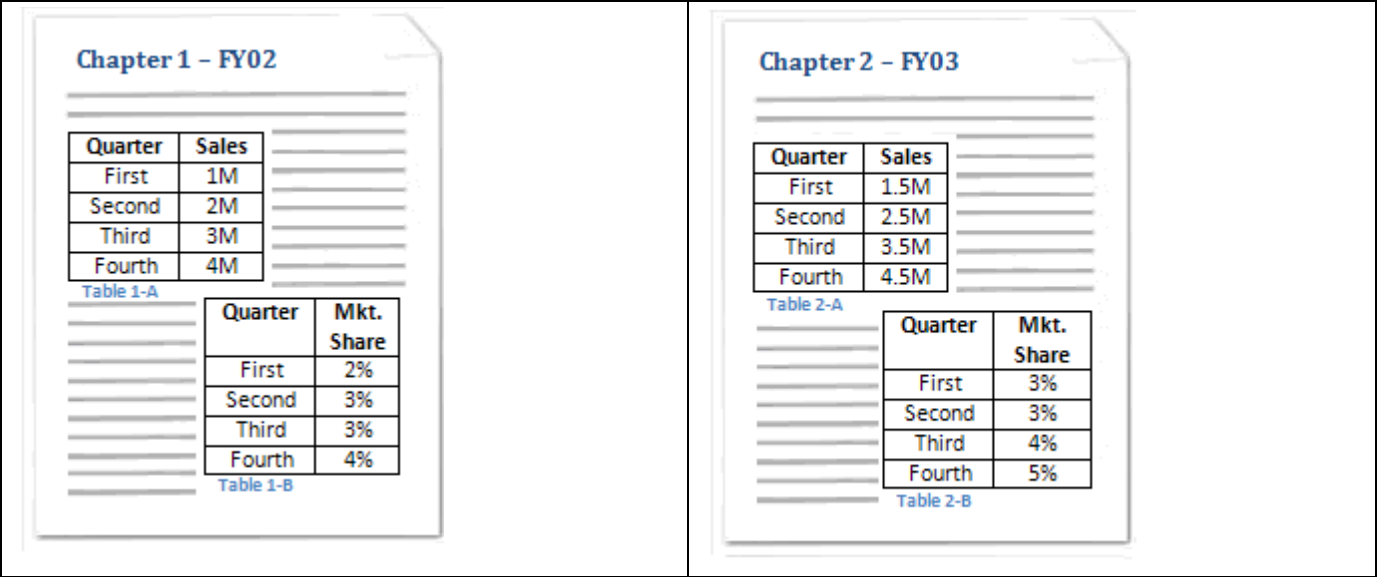 Chapter 1 – FY02
Quarter Sales
First 1M
Second 2M
Third 3M
Fourth 4M
Table 1-A
Quarter Mkt.
Share
First 2%
Second 3%
Third 3%
Fourth 4%
Table 1-B
Chapter 2 – FY03
Quarter Sales
First 1.5M
Second 2.5M
Third 3.5M
Fourth 4.5M
Table 2-A
Quarter Mkt.
Share
First 3%
Second 3%
Third 4%
Fourth 5%
Table 2-B